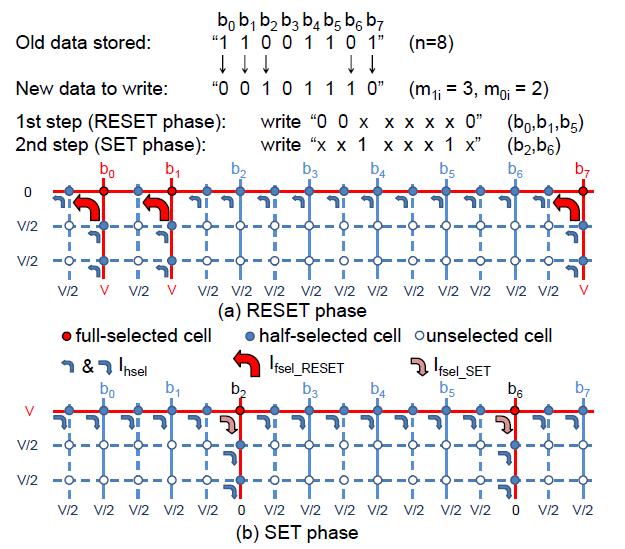 b0 b1 b2 b3 b4 b5 b6 b7
Old data stored: “1 1 0 0 1 1 0 1” (n=8)
New data to write: “0 0 1 0 1 1 1 0” (m1i = 3, m0i = 2)
1st step (RESET phase): write “0 0 x x x x x 0” (b0,b1,b5)
2nd step (SET phase): write “x x 1 x x x 1 x” (b2,b6)
b0 b1 b2 b3 b4 b5 b6 b7
0
V/2
V/2
V/2 V V/2 V V/2 V/2 V/2 V/2 V/2 V/2 V/2 V/2 V/2 V/2 V/2 V
(a) RESET phase
full-selected cell half-selected cell unselected cell
& Ihsel Ifsel_RESET Ifsel_SET
b0 b1 b2 b3 b4 b5 b6 b7
V
V/2
V/2
V/2 V/2 V/2 V/2 V/2 0 V/2 V/2 V/2 V/2 V/2 V/2 V/2 0 V/2 V/2
(b) SET phase